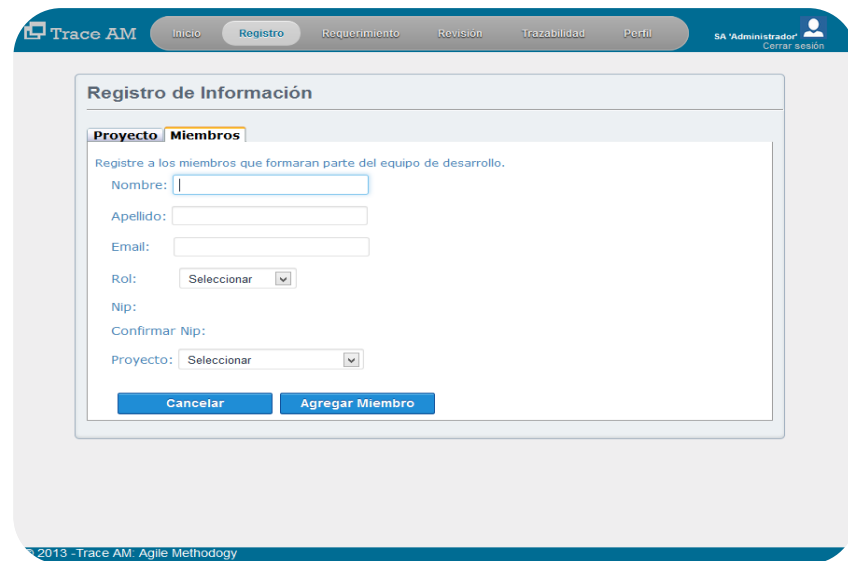 Trace AM Inicio Registro Requerimiento Revisión Trazabilidad Perfil SA 'Administrador'
Cerrar sesión
Registro de Información
Proyecto Miembros
Registre a los miembros que formaran parte del equipo de desarrollo.
Nombre:
Apellido:
Email:
Rol: Seleccionar
Nip:
Confirmar Nip:
Proyecto: Seleccionar
Cancelar Agregar Miembro
© 2013 -Trace AM: Agile Methodogy